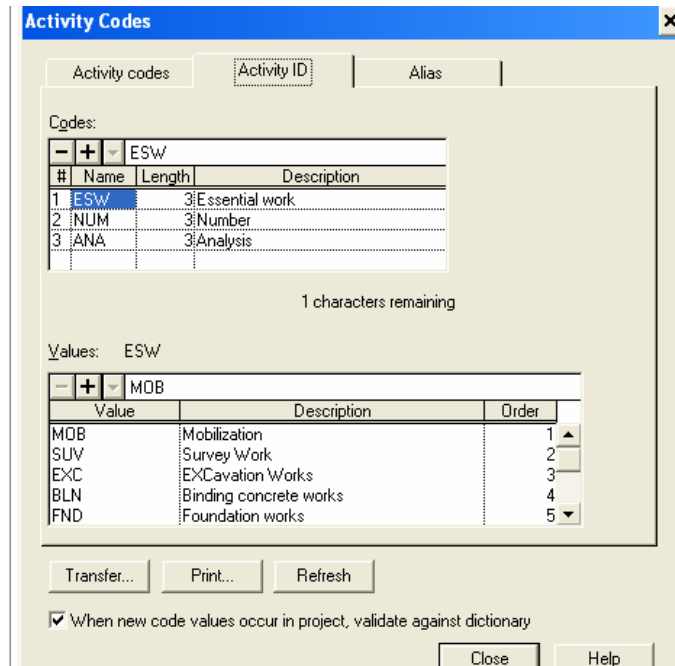 Activity Codes
Activity codes Activity ID Alias
Codes:
ESW
# Name Length Description
1 ESW 3 Essential work
2 NUM 3 Number
3 ANA 3 Analysis
1 characters remaining
Values: ESW
MOB
Value Description Order
MOB Mobilization 1
SUV Survey Work 2
EXC EXCavation Works 3
BLN Binding concrete works 4
FND Foundation works 5
Transfer... Print... Refresh
When new code values occur in project, validate against dictionary
Close Help